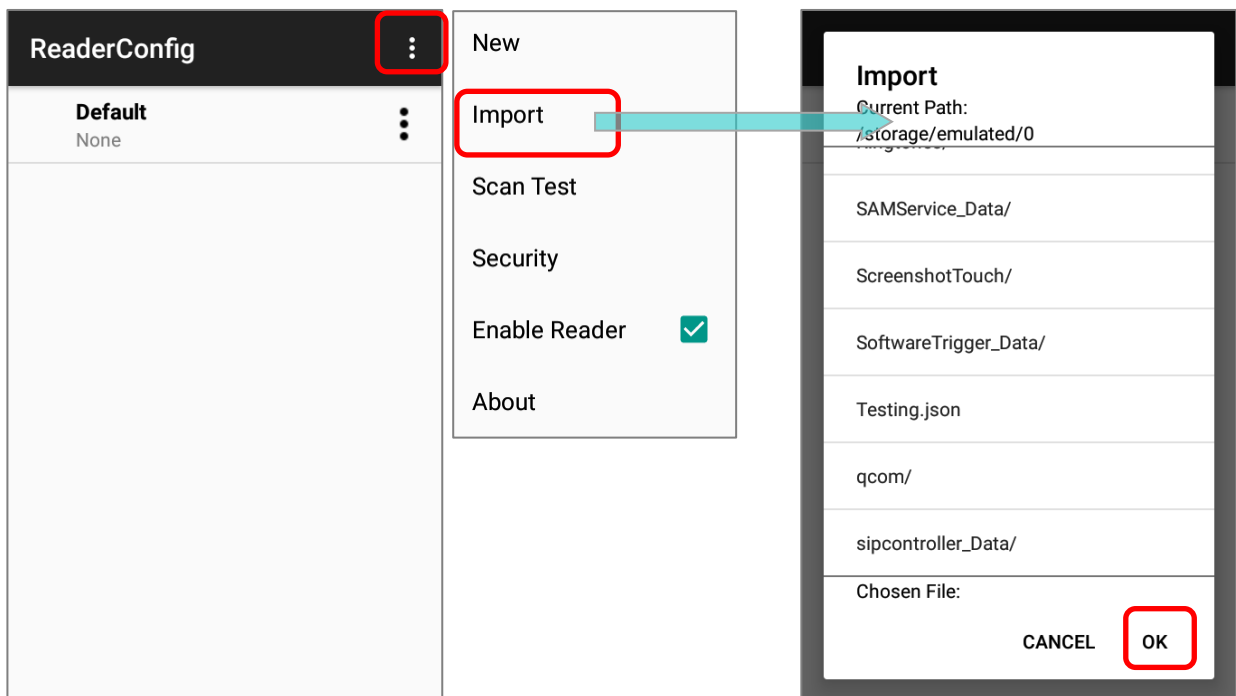 ReaderConfig
Default
None
New
Import
Scan Test
Security
Enable Reader
About
Import
Current Path:
/storage/emulated/0
SAMService_Data/
ScreenshotTouch/
SoftwareTrigger_Data/
Testing.json
qcom/
sipcontroller_Data/
Chosen File:
CANCEL
OK